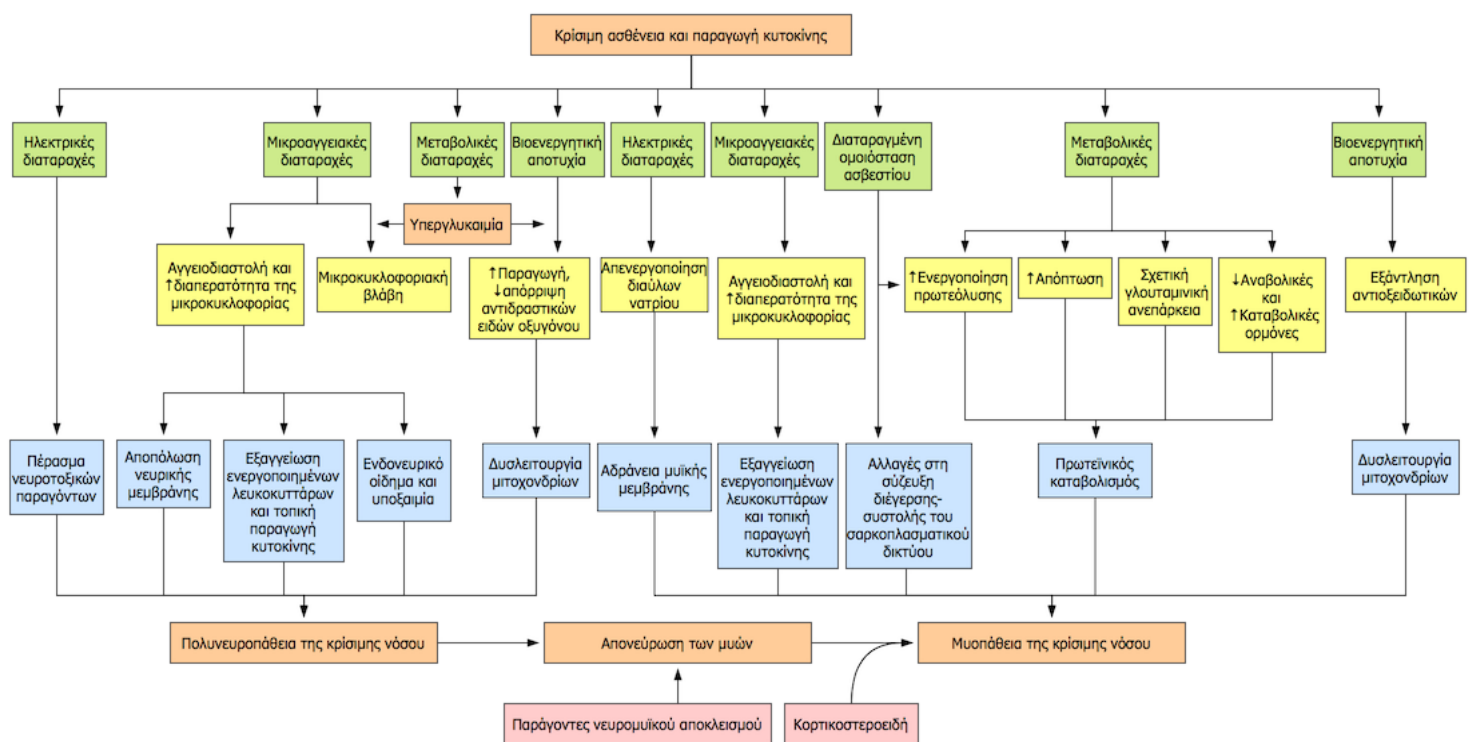 Κρίσιμη ασθένεια και παραγωγή κυτοκίνης
Ηλεκτρικές
διαταραχές
Μικροαγγειακές
διαταραχές
Μεταβολικές
διαταραχές
Βιοενεργητική
αποτυχία
Ηλεκτρικές
διαταραχές
Μικροαγγειακές
διαταραχές
Διαταραγμένη
ομοιόσταση
ασβεστίου
Μεταβολικές
διαταραχές
Βιοενεργητική
αποτυχία
Υπεργλυκαιμία
Αγγειοδιαστολή και
↑διαπερατότητα της
μικροκυκλοφορίας
Μικροκυκλοφοριακή
βλάβη
↑Παραγωγή,
↓απόρριψη
αντιδραστικών
ειδών οξυγόνου
Απενεργοποίηση
διαύλων
νατρίου
Αγγειοδιαστολή και
↑διαπερατότητα της
μικροκυκλοφορίας
↑Ενεργοποίηση
πρωτεόλυσης
↑Απόπτωση
Σχετική
γλουταμινική
ανεπάρκεια
↓Αναβολικές
και
↑Καταβολικές
ορμόνες
Εξάντληση
αντιοξειδωτικών
Πέρασμα
νευροτοξικών
παραγόντων
Αποπόλωση
νευρικής
μεμβράνης
Εξαγγείωση
ενεργοποιημένων
λευκοκυττάρων
και τοπική
παραγωγή
κυτοκίνης
Ενδονευρικό
οίδημα και
υποξαιμία
Δυσλειτουργία
μιτοχονδρίων
Αδράνεια μυϊκής
μεμβράνης
Εξαγγείωση
ενεργοποιημένων
λευκοκυττάρων
και τοπική
παραγωγή
κυτοκίνης
Αλλαγές στη
σύζευξη
διέγερσης-
συστολής του
σαρκοπλασματικού
δικτύου
Πρωτεϊνικός
καταβολισμός
Δυσλειτουργία
μιτοχονδρίων
Πολυνευροπάθεια της κρίσιμης νόσου
Απονεύρωση των μυών
Μυοπάθεια της κρίσιμης νόσου
Παράγοντες νευρομυϊκού αποκλεισμού
Κορτικοστεροειδή